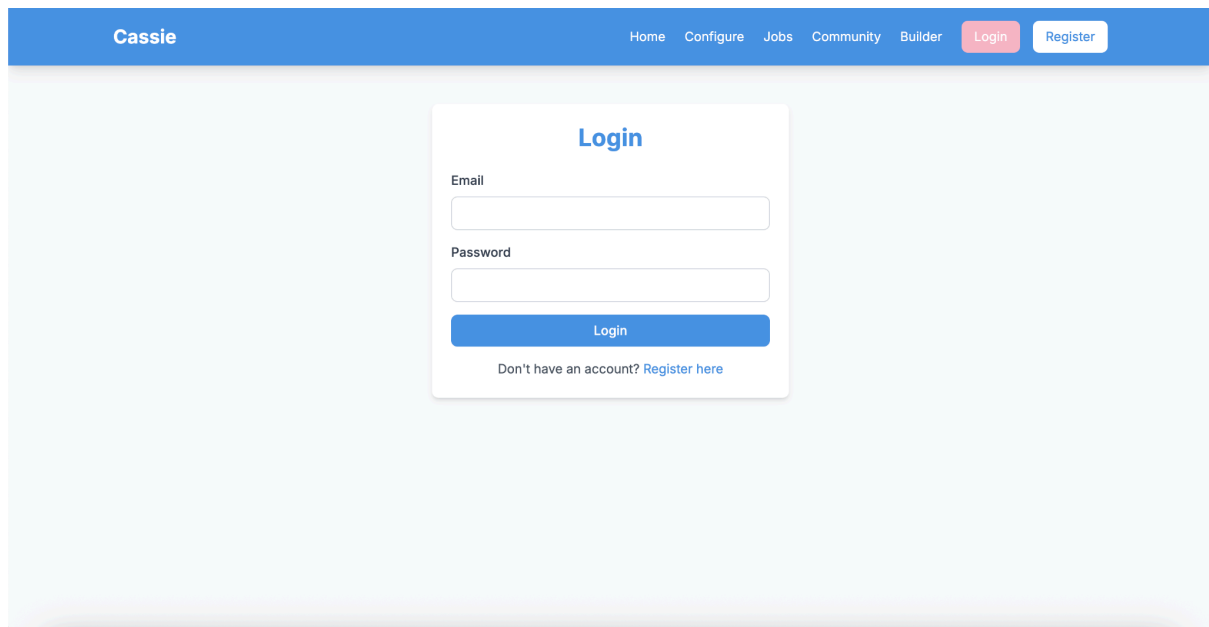 Cassie
Home Configure Jobs Community Builder Login Register
Login
Email
Password
Login
Don't have an account? Register here